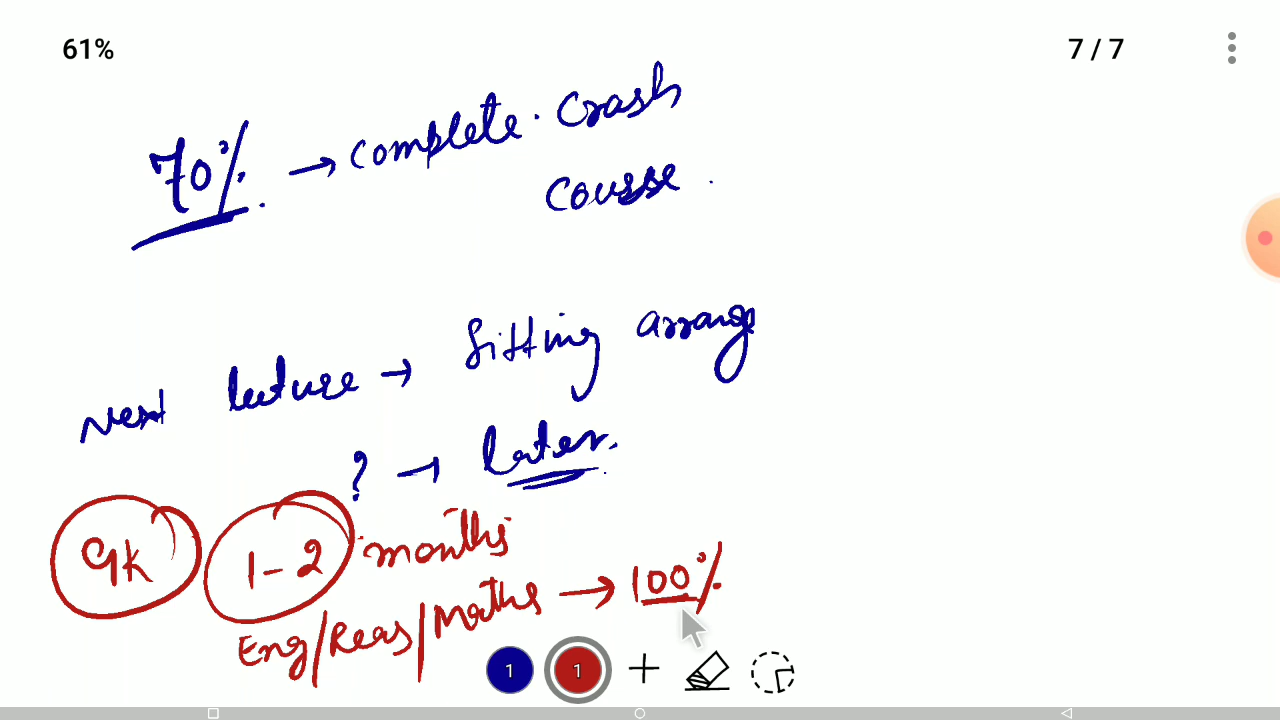 61%
7 / 7
70% → complete. Crash
Course.
Next lecture → Sitting arrang
? → Later.
GK 1-2 months
Eng/Reas/Maths → 100%
1
1